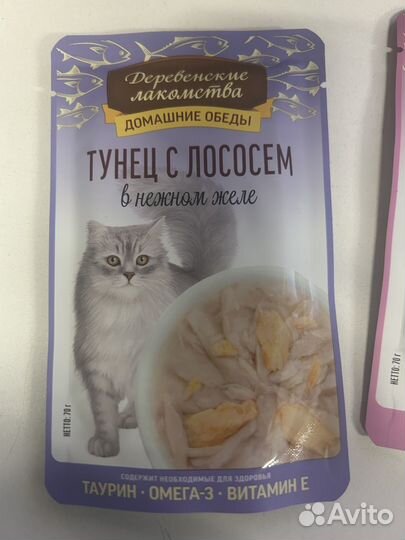 Деревенские
лакомства
ДОМАШНИЕ ОБЕДЫ
ТУНЕЦ С ЛОСОСЕМ
в нежном желе
НЕТТО: 70 г
НЕТТО: 70 г
СОДЕРЖИТ НЕОБХОДИМЫЕ ДЛЯ ЗДОРОВЬЯ
ТАУРИН · ОМЕГА-3 · ВИТАМИН Е
Avito